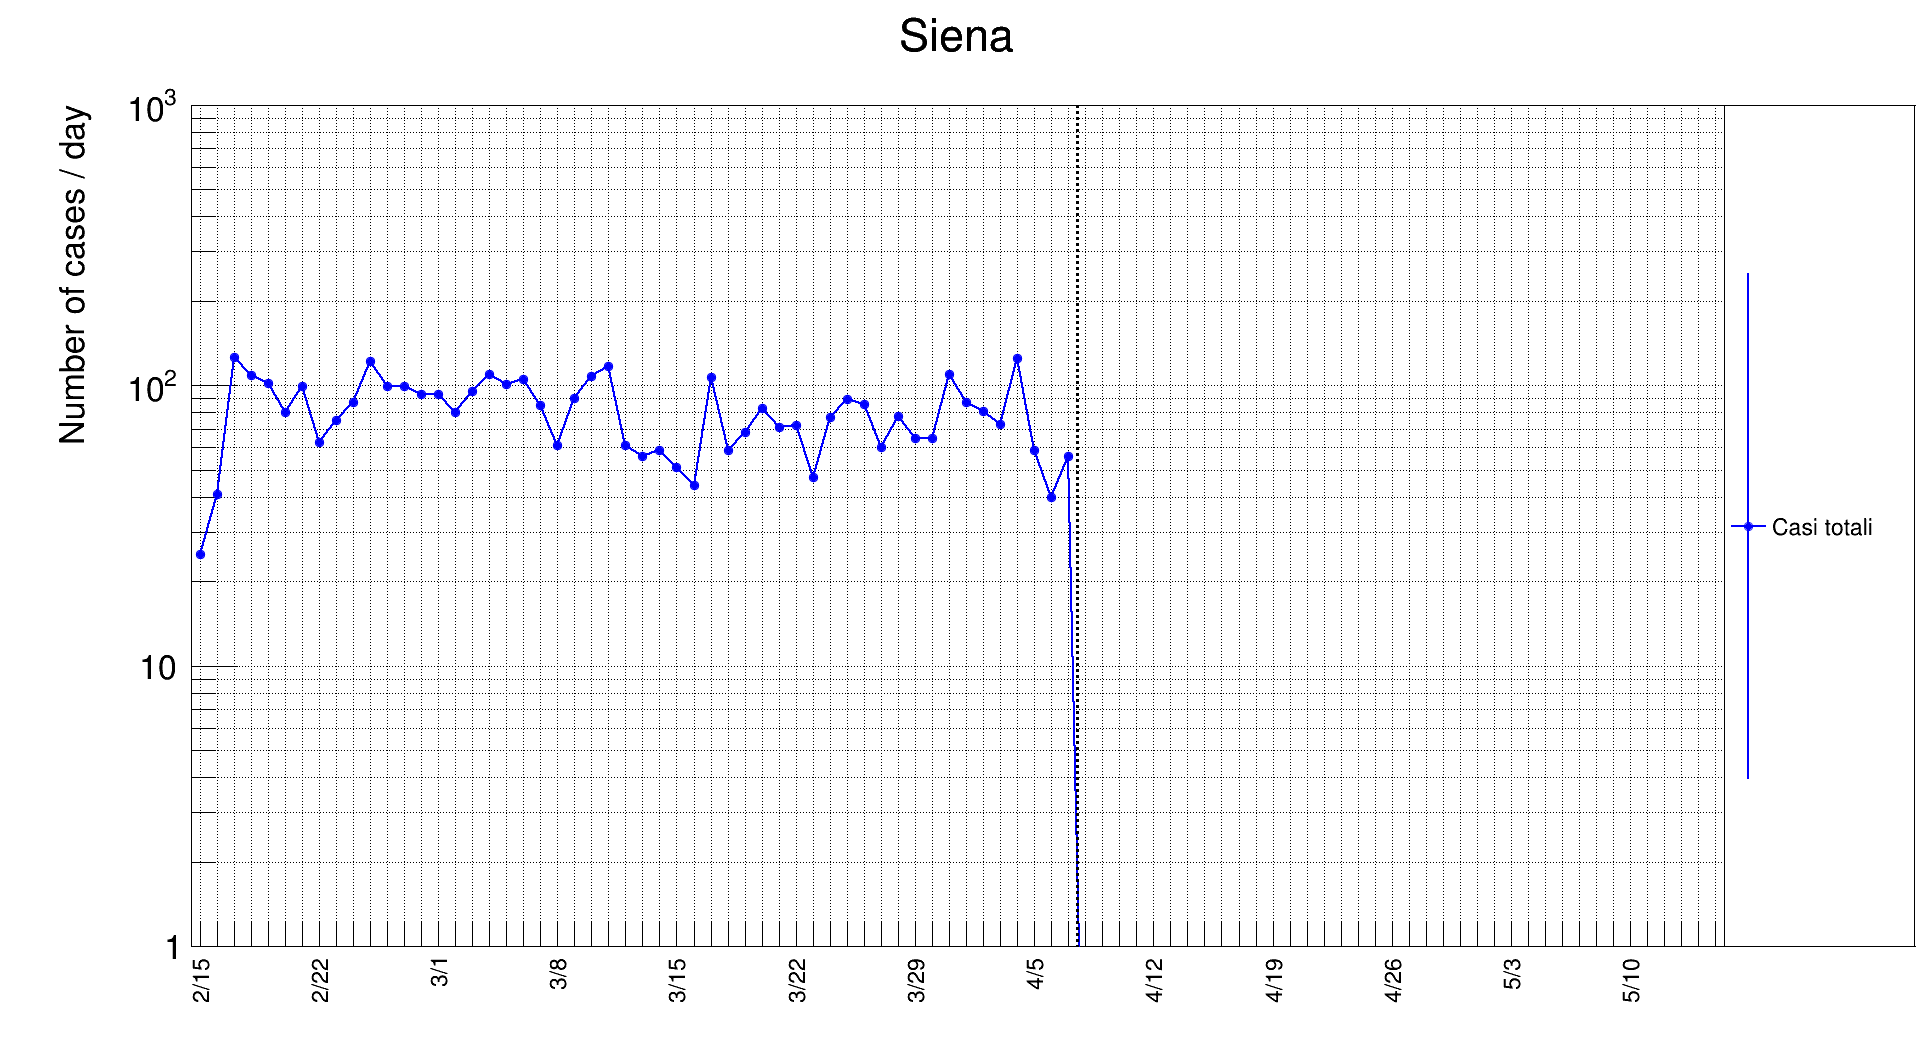 Siena
Number of cases / day
10³
10²
10
1
2/15 2/22 3/1 3/8 3/15 3/22 3/29 4/5 4/12 4/19 4/26 5/3 5/10
Casi totali